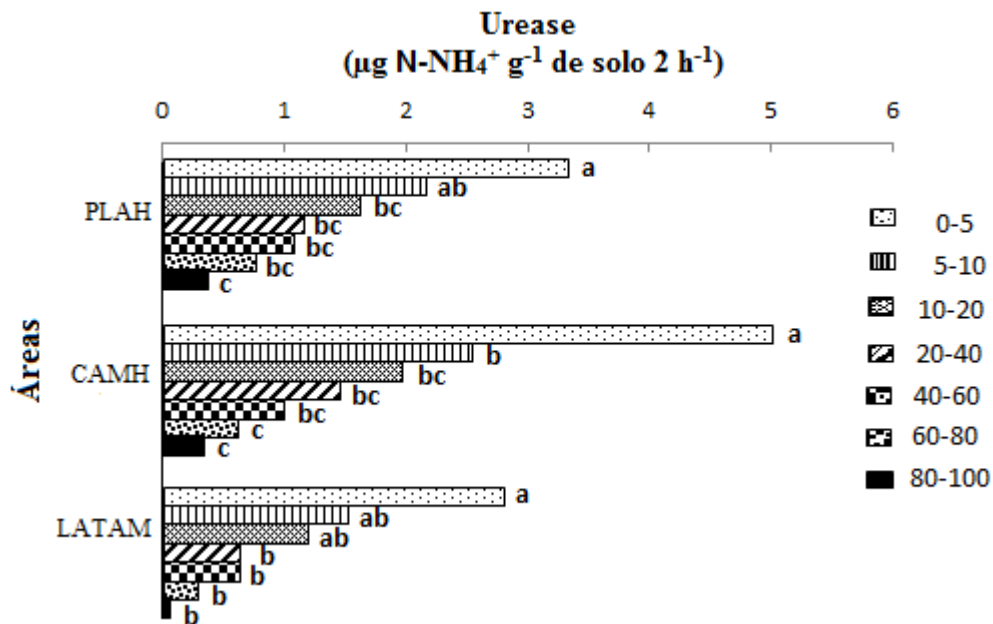 Urease
(µg N-NH₄⁺ g⁻¹ de solo 2 h⁻¹)
0 1 2 3 4 5 6
PLAH
a
ab
bc
bc
bc
bc
c
CAMH
a
b
bc
bc
bc
c
c
LATAM
a
ab
ab
b
b
b
b
Áreas
0-5
5-10
10-20
20-40
40-60
60-80
80-100